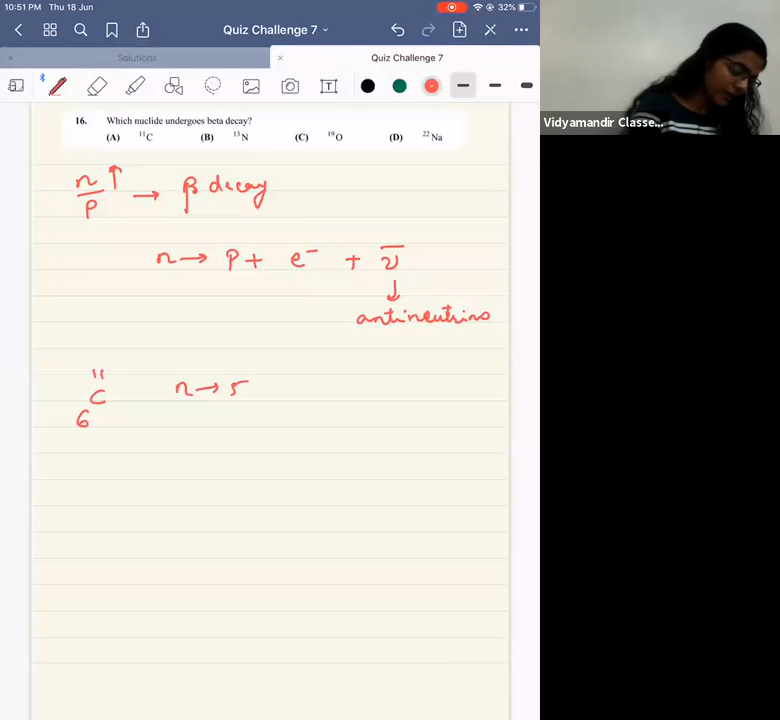 10:51 PM Thu 18 Jun 32%
Quiz Challenge 7
Solutions
Quiz Challenge 7
T
16. Which nuclide undergoes beta decay?
(A) ¹¹C (B) ¹³N (C) ¹⁹O (D) ²²Na
Vidyamandir Classe...
n/p ↑ → β decay
n → p + e⁻ + ν̄
↓
antineutrino
¹¹₆C n → 5